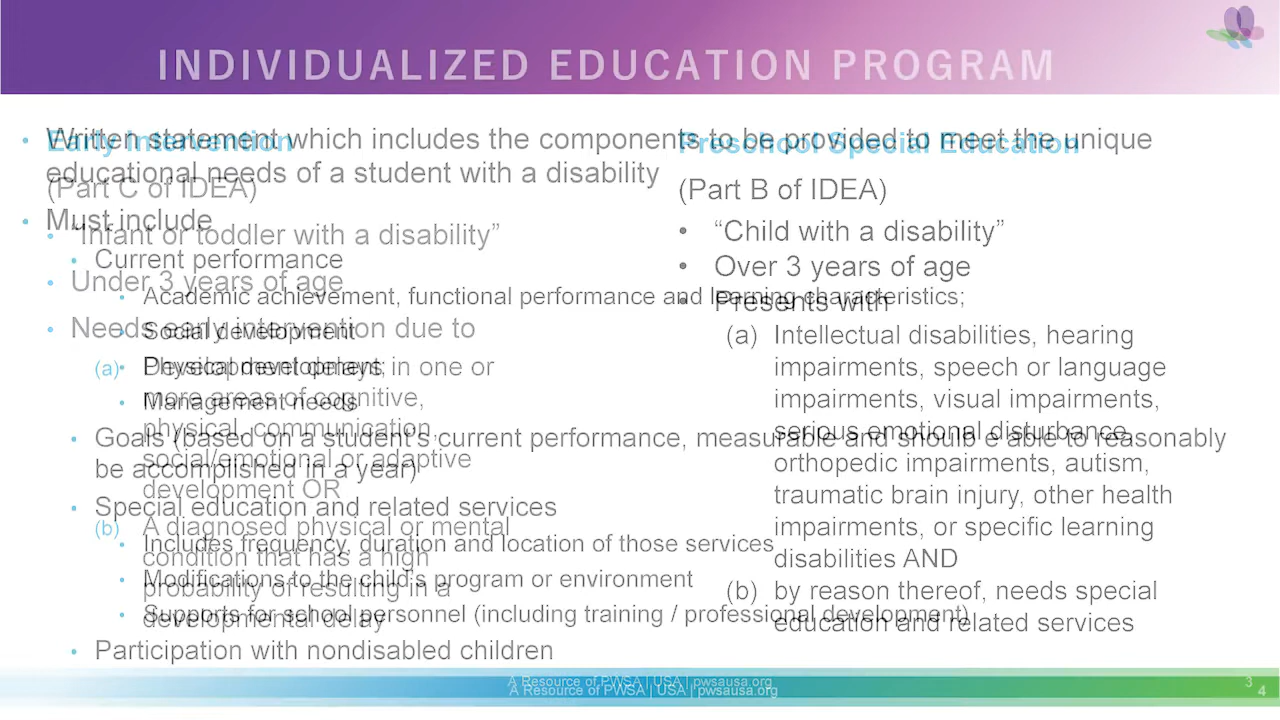 INDIVIDUALIZED EDUCATION PROGRAM
• Written statement which includes the components to be provided to meet the unique
educational needs of a student with a disability
• Must include
• Current performance
• Academic achievement, functional performance and learning characteristics;
• Social development
• Physical development;
• Management needs
• Goals (based on a student's current performance, measurable and should e able to reasonably
be accomplished in a year)
• Special education and related services
• Includes frequency, duration and location of those services
• Modifications to the child's program or environment
• Supports for school personnel (including training / professional development)
• Participation with nondisabled children
Early Intervention
(Part C of IDEA)
• “Infant or toddler with a disability”
• Under 3 years of age
• Needs early intervention due to
(a) Developmental delays in one or
more areas of cognitive,
physical, communication,
social/emotional or adaptive
development OR
(b) A diagnosed physical or mental
condition that has a high
probability of resulting in a
developmental delay
Preschool Special Education
(Part B of IDEA)
• “Child with a disability”
• Over 3 years of age
• Presents with
(a) Intellectual disabilities, hearing
impairments, speech or language
impairments, visual impairments,
serious emotional disturbance,
orthopedic impairments, autism,
traumatic brain injury, other health
impairments, or specific learning
disabilities AND
(b) by reason thereof, needs special
education and related services
A Resource of PWSA | USA | pwsausa.org
3
A Resource of PWSA | USA | pwsausa.org
4